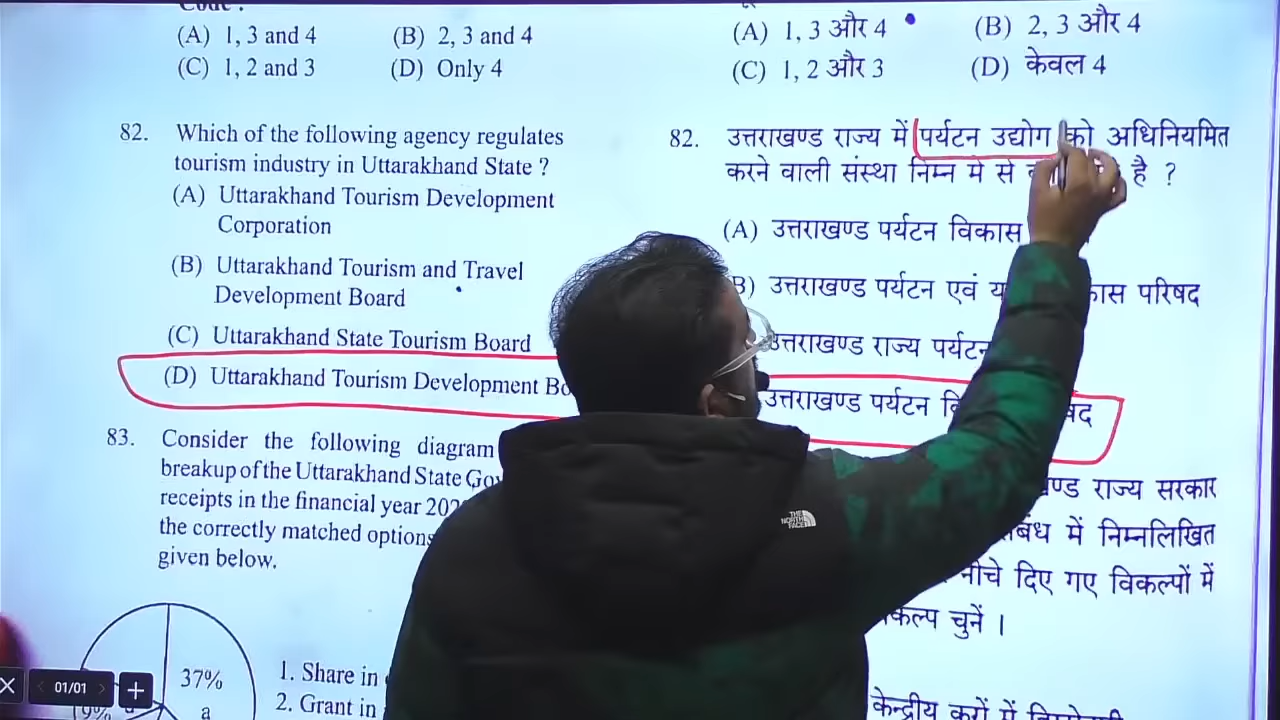 Code :
(A) 1, 3 and 4 (B) 2, 3 and 4
(C) 1, 2 and 3 (D) Only 4
82. Which of the following agency regulates
tourism industry in Uttarakhand State ?
(A) Uttarakhand Tourism Development
Corporation
(B) Uttarakhand Tourism and Travel
Development Board
(C) Uttarakhand State Tourism Board
(D) Uttarakhand Tourism Development
83. Consider the following diagram
breakup of the Uttarakhand State
receipts in the financial year
the correctly matched options
given below.
37%
a
9%
1. Share in
2. Grant in
(A) 1, 3 और 4 (B) 2, 3 और 4
(C) 1, 2 और 3 (D) केवल 4
82. उत्तराखण्ड राज्य में पर्यटन उद्योग को अधिनियमित
करने वाली संस्था निम्न मे से है ?
(A) उत्तराखण्ड पर्यटन विकास
B) उत्तराखण्ड पर्यटन एवं परिषद
उत्तराखण्ड राज्य पर्यटन
उत्तराखण्ड पर्यटन
राज्य सरकार
में निम्नलिखित
नीचे दिए गए विकल्पों में
चुनें ।
केन्द्रीय करों में
THE
NORTH
FACE
01/01